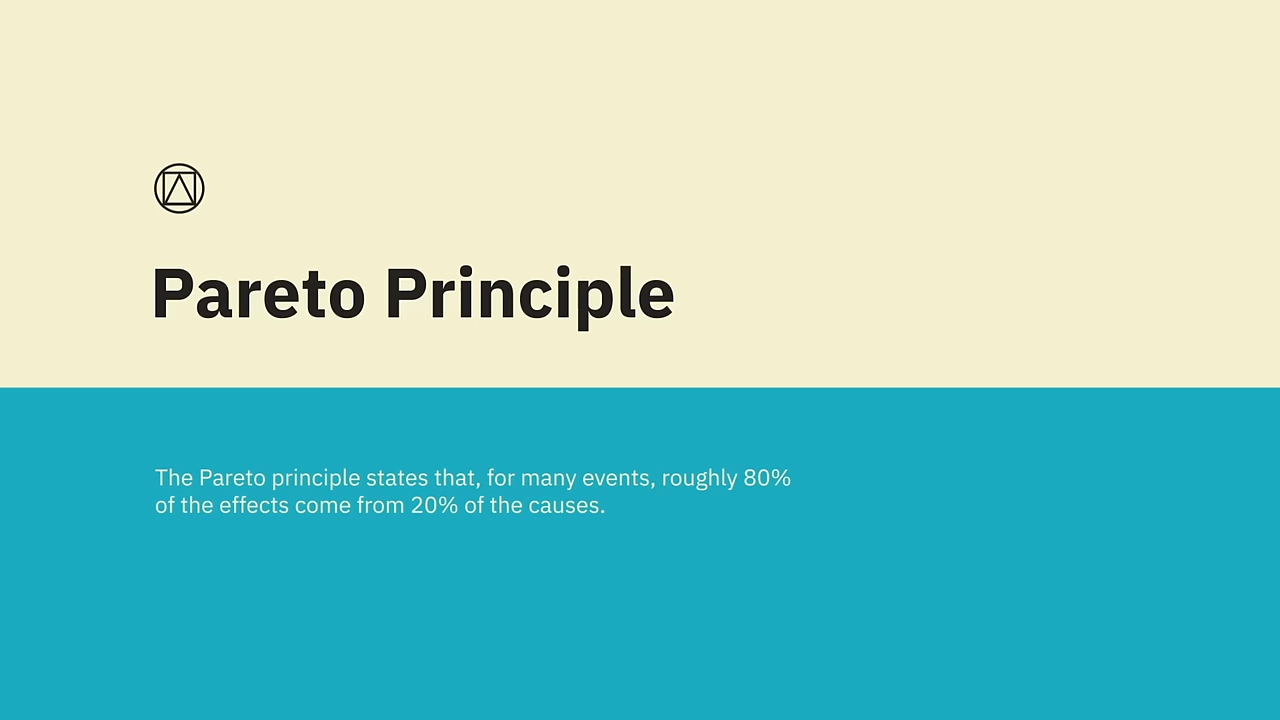 Pareto Principle
The Pareto principle states that, for many events, roughly 80%
of the effects come from 20% of the causes.